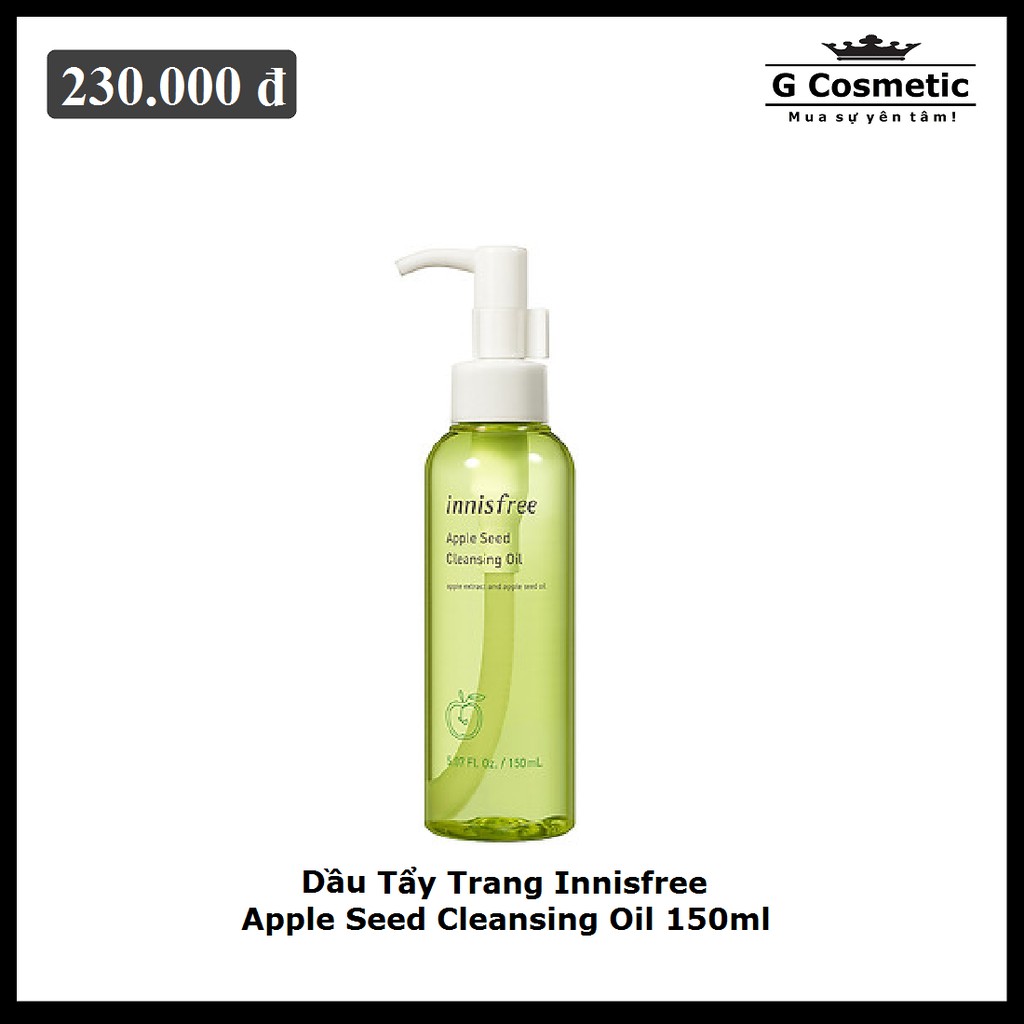 230.000 đ
G Cosmetic
Mua sự yên tâm!
innisfree
Apple Seed
Cleansing Oil
apple extract and apple seed oil
5.07 FL. Oz. / 150mL
Dầu Tẩy Trang Innisfree
Apple Seed Cleansing Oil 150ml